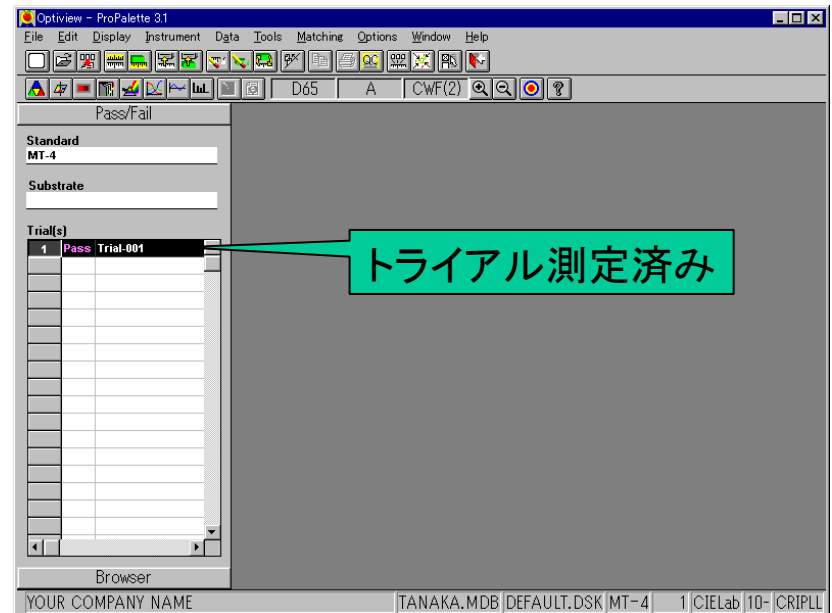 Optiview - ProPalette 3.1
File Edit Display Instrument Data Tools Matching Options Window Help
D65 A CWF(2)
Pass/Fail
Standard
MT-4
Substrate
Trial(s)
1 Pass Trial-001
トライアル測定済み
Browser
YOUR COMPANY NAME TANAKA.MDB DEFAULT.DSK MT-4 1 CIELab 10- CRIPLL